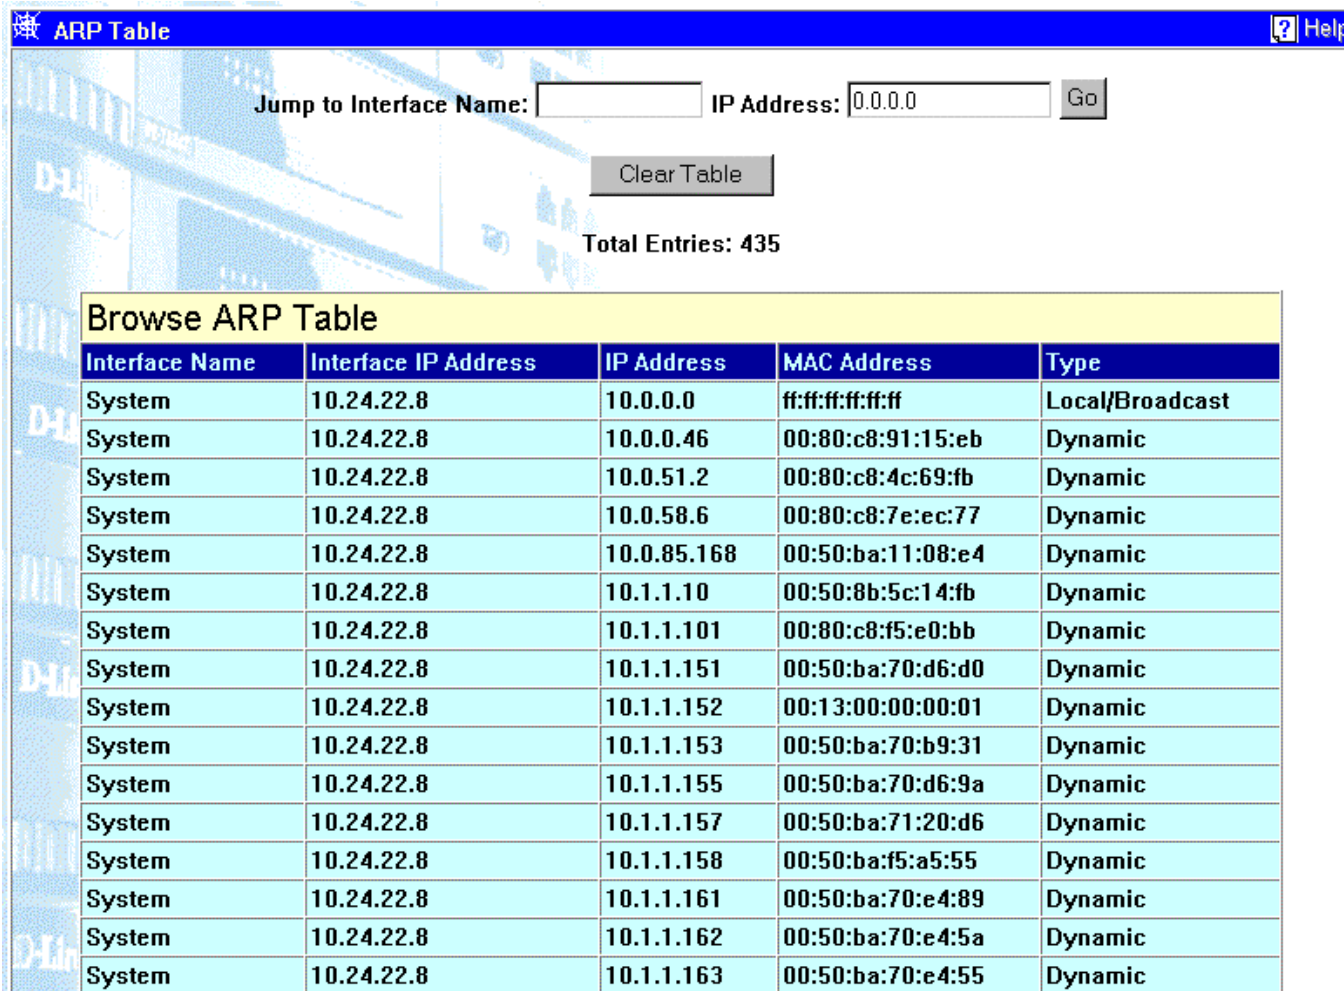 ARP Table ? Help
Jump to Interface Name: IP Address: 0.0.0.0 Go
Clear Table
Total Entries: 435
Browse ARP Table
Interface Name Interface IP Address IP Address MAC Address Type
System 10.24.22.8 10.0.0.0 ff:ff:ff:ff:ff:ff Local/Broadcast
System 10.24.22.8 10.0.0.46 00:80:c8:91:15:eb Dynamic
System 10.24.22.8 10.0.51.2 00:80:c8:4c:69:fb Dynamic
System 10.24.22.8 10.0.58.6 00:80:c8:7e:ec:77 Dynamic
System 10.24.22.8 10.0.85.168 00:50:ba:11:08:e4 Dynamic
System 10.24.22.8 10.1.1.10 00:50:8b:5c:14:fb Dynamic
System 10.24.22.8 10.1.1.101 00:80:c8:f5:e0:bb Dynamic
System 10.24.22.8 10.1.1.151 00:50:ba:70:d6:d0 Dynamic
System 10.24.22.8 10.1.1.152 00:13:00:00:00:01 Dynamic
System 10.24.22.8 10.1.1.153 00:50:ba:70:b9:31 Dynamic
System 10.24.22.8 10.1.1.155 00:50:ba:70:d6:9a Dynamic
System 10.24.22.8 10.1.1.157 00:50:ba:71:20:d6 Dynamic
System 10.24.22.8 10.1.1.158 00:50:ba:f5:a5:55 Dynamic
System 10.24.22.8 10.1.1.161 00:50:ba:70:e4:89 Dynamic
System 10.24.22.8 10.1.1.162 00:50:ba:70:e4:5a Dynamic
System 10.24.22.8 10.1.1.163 00:50:ba:70:e4:55 Dynamic